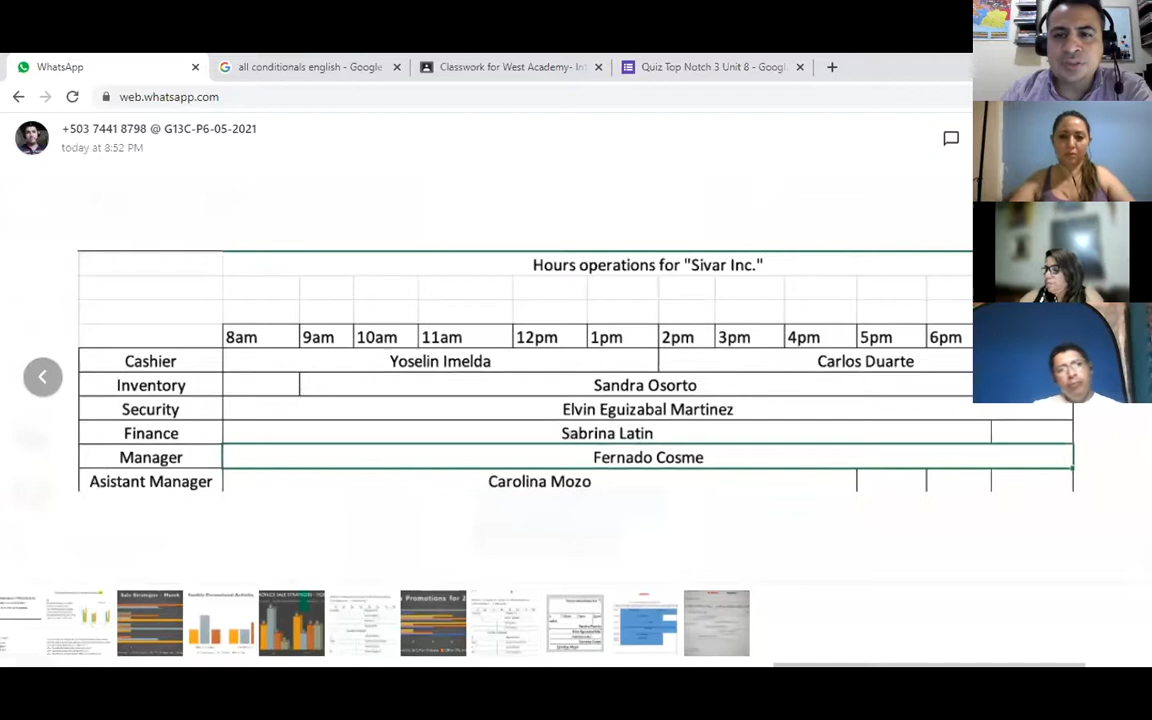 WhatsApp
all conditionals english - Google
Classwork for West Academy- Int
Quiz Top Notch 3 Unit 8 - Googl
web.whatsapp.com
+503 7441 8798 @ G13C-P6-05-2021
today at 8:52 PM
Hours operations for "Sivar Inc."
8am 9am 10am 11am 12pm 1pm 2pm 3pm 4pm 5pm 6pm
Cashier Yoselin Imelda Carlos Duarte
Inventory Sandra Osorto
Security Elvin Eguizabal Martinez
Finance Sabrina Latin
Manager Fernado Cosme
Asistant Manager Carolina Mozo